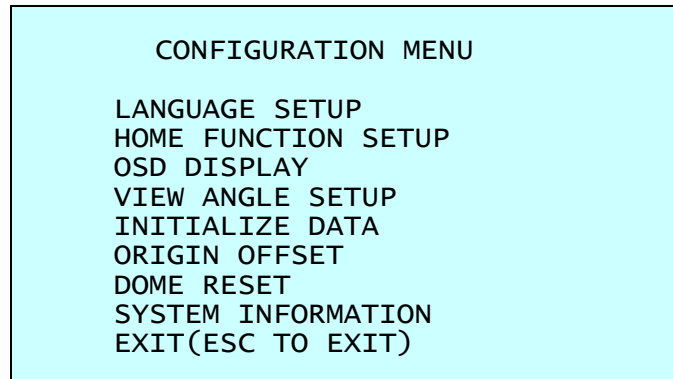 CONFIGURATION MENU
LANGUAGE SETUP
HOME FUNCTION SETUP
OSD DISPLAY
VIEW ANGLE SETUP
INITIALIZE DATA
ORIGIN OFFSET
DOME RESET
SYSTEM INFORMATION
EXIT(ESC TO EXIT)